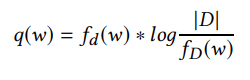 q(w) = f_d(w) * log |D| / f_D(w)